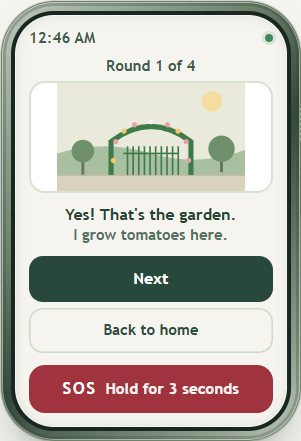 12:46 AM
Round 1 of 4
Yes! That's the garden.
I grow tomatoes here.
Next
Back to home
SOS Hold for 3 seconds